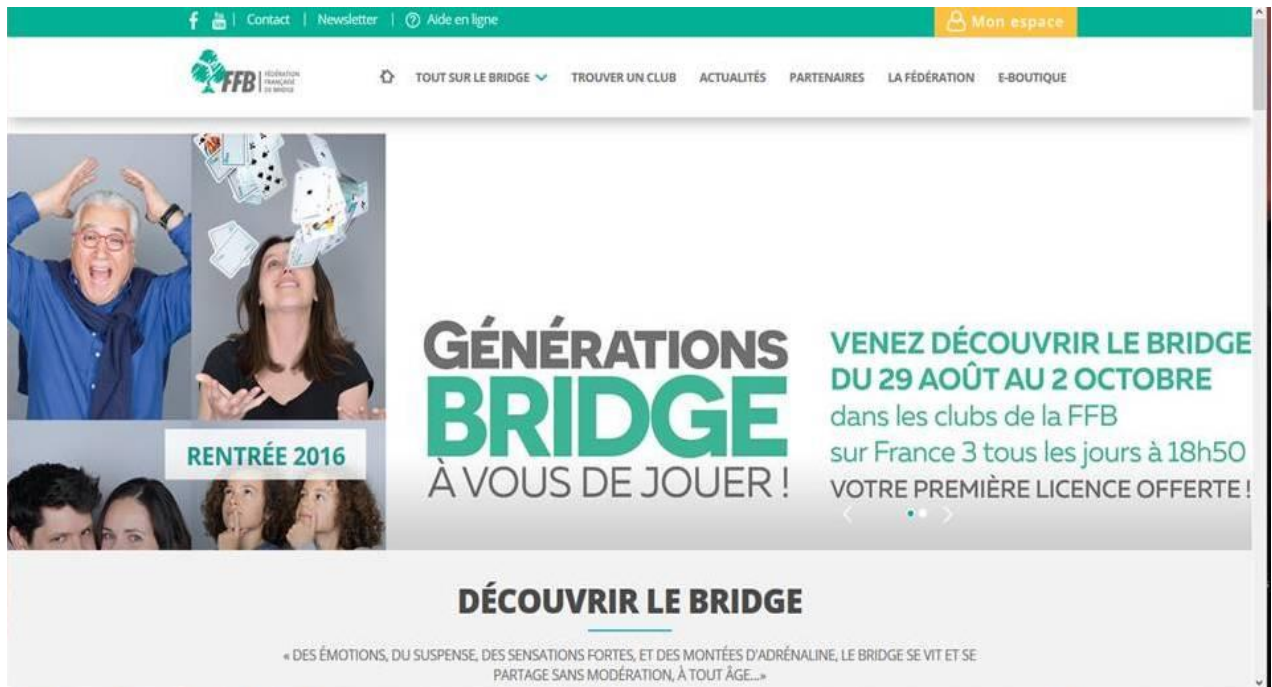 Contact | Newsletter | Aide en ligne
Mon espace
FFB FÉDÉRATION
FRANÇAISE
DE BRIDGE
TOUT SUR LE BRIDGE TROUVER UN CLUB ACTUALITÉS PARTENAIRES LA FÉDÉRATION E-BOUTIQUE
RENTRÉE 2016
GÉNÉRATIONS
BRIDGE
À VOUS DE JOUER !
VENEZ DÉCOUVRIR LE BRIDGE
DU 29 AOÛT AU 2 OCTOBRE
dans les clubs de la FFB
sur France 3 tous les jours à 18h50
VOTRE PREMIÈRE LICENCE OFFERTE !
DÉCOUVRIR LE BRIDGE
« DES ÉMOTIONS, DU SUSPENSE, DES SENSATIONS FORTES, ET DES MONTÉES D'ADRÉNALINE, LE BRIDGE SE VIT ET SE
PARTAGE SANS MODÉRATION, À TOUT ÂGE...»